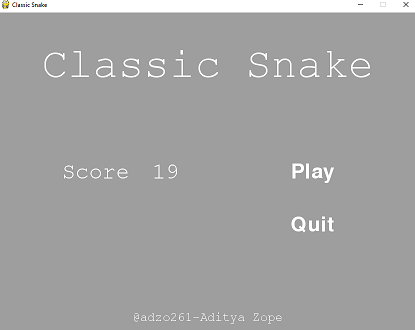 Classic Snake
Classic Snake
Score 19
Play
Quit
@adzo261-Aditya Zope